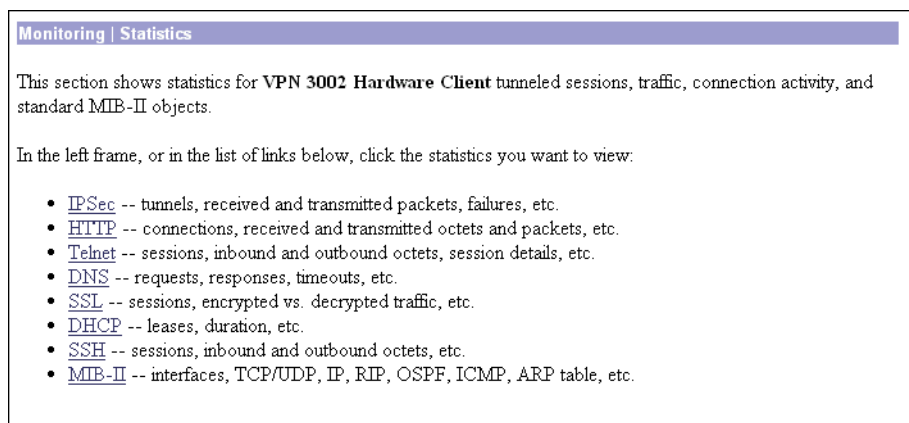 Monitoring | Statistics
This section shows statistics for VPN 3002 Hardware Client tunneled sessions, traffic, connection activity, and
standard MIB-II objects.
In the left frame, or in the list of links below, click the statistics you want to view:
• IPSec -- tunnels, received and transmitted packets, failures, etc.
• HTTP -- connections, received and transmitted octets and packets, etc.
• Telnet -- sessions, inbound and outbound octets, session details, etc.
• DNS -- requests, responses, timeouts, etc.
• SSL -- sessions, encrypted vs. decrypted traffic, etc.
• DHCP -- leases, duration, etc.
• SSH -- sessions, inbound and outbound octets, etc.
• MIB-II -- interfaces, TCP/UDP, IP, RIP, OSPF, ICMP, ARP table, etc.